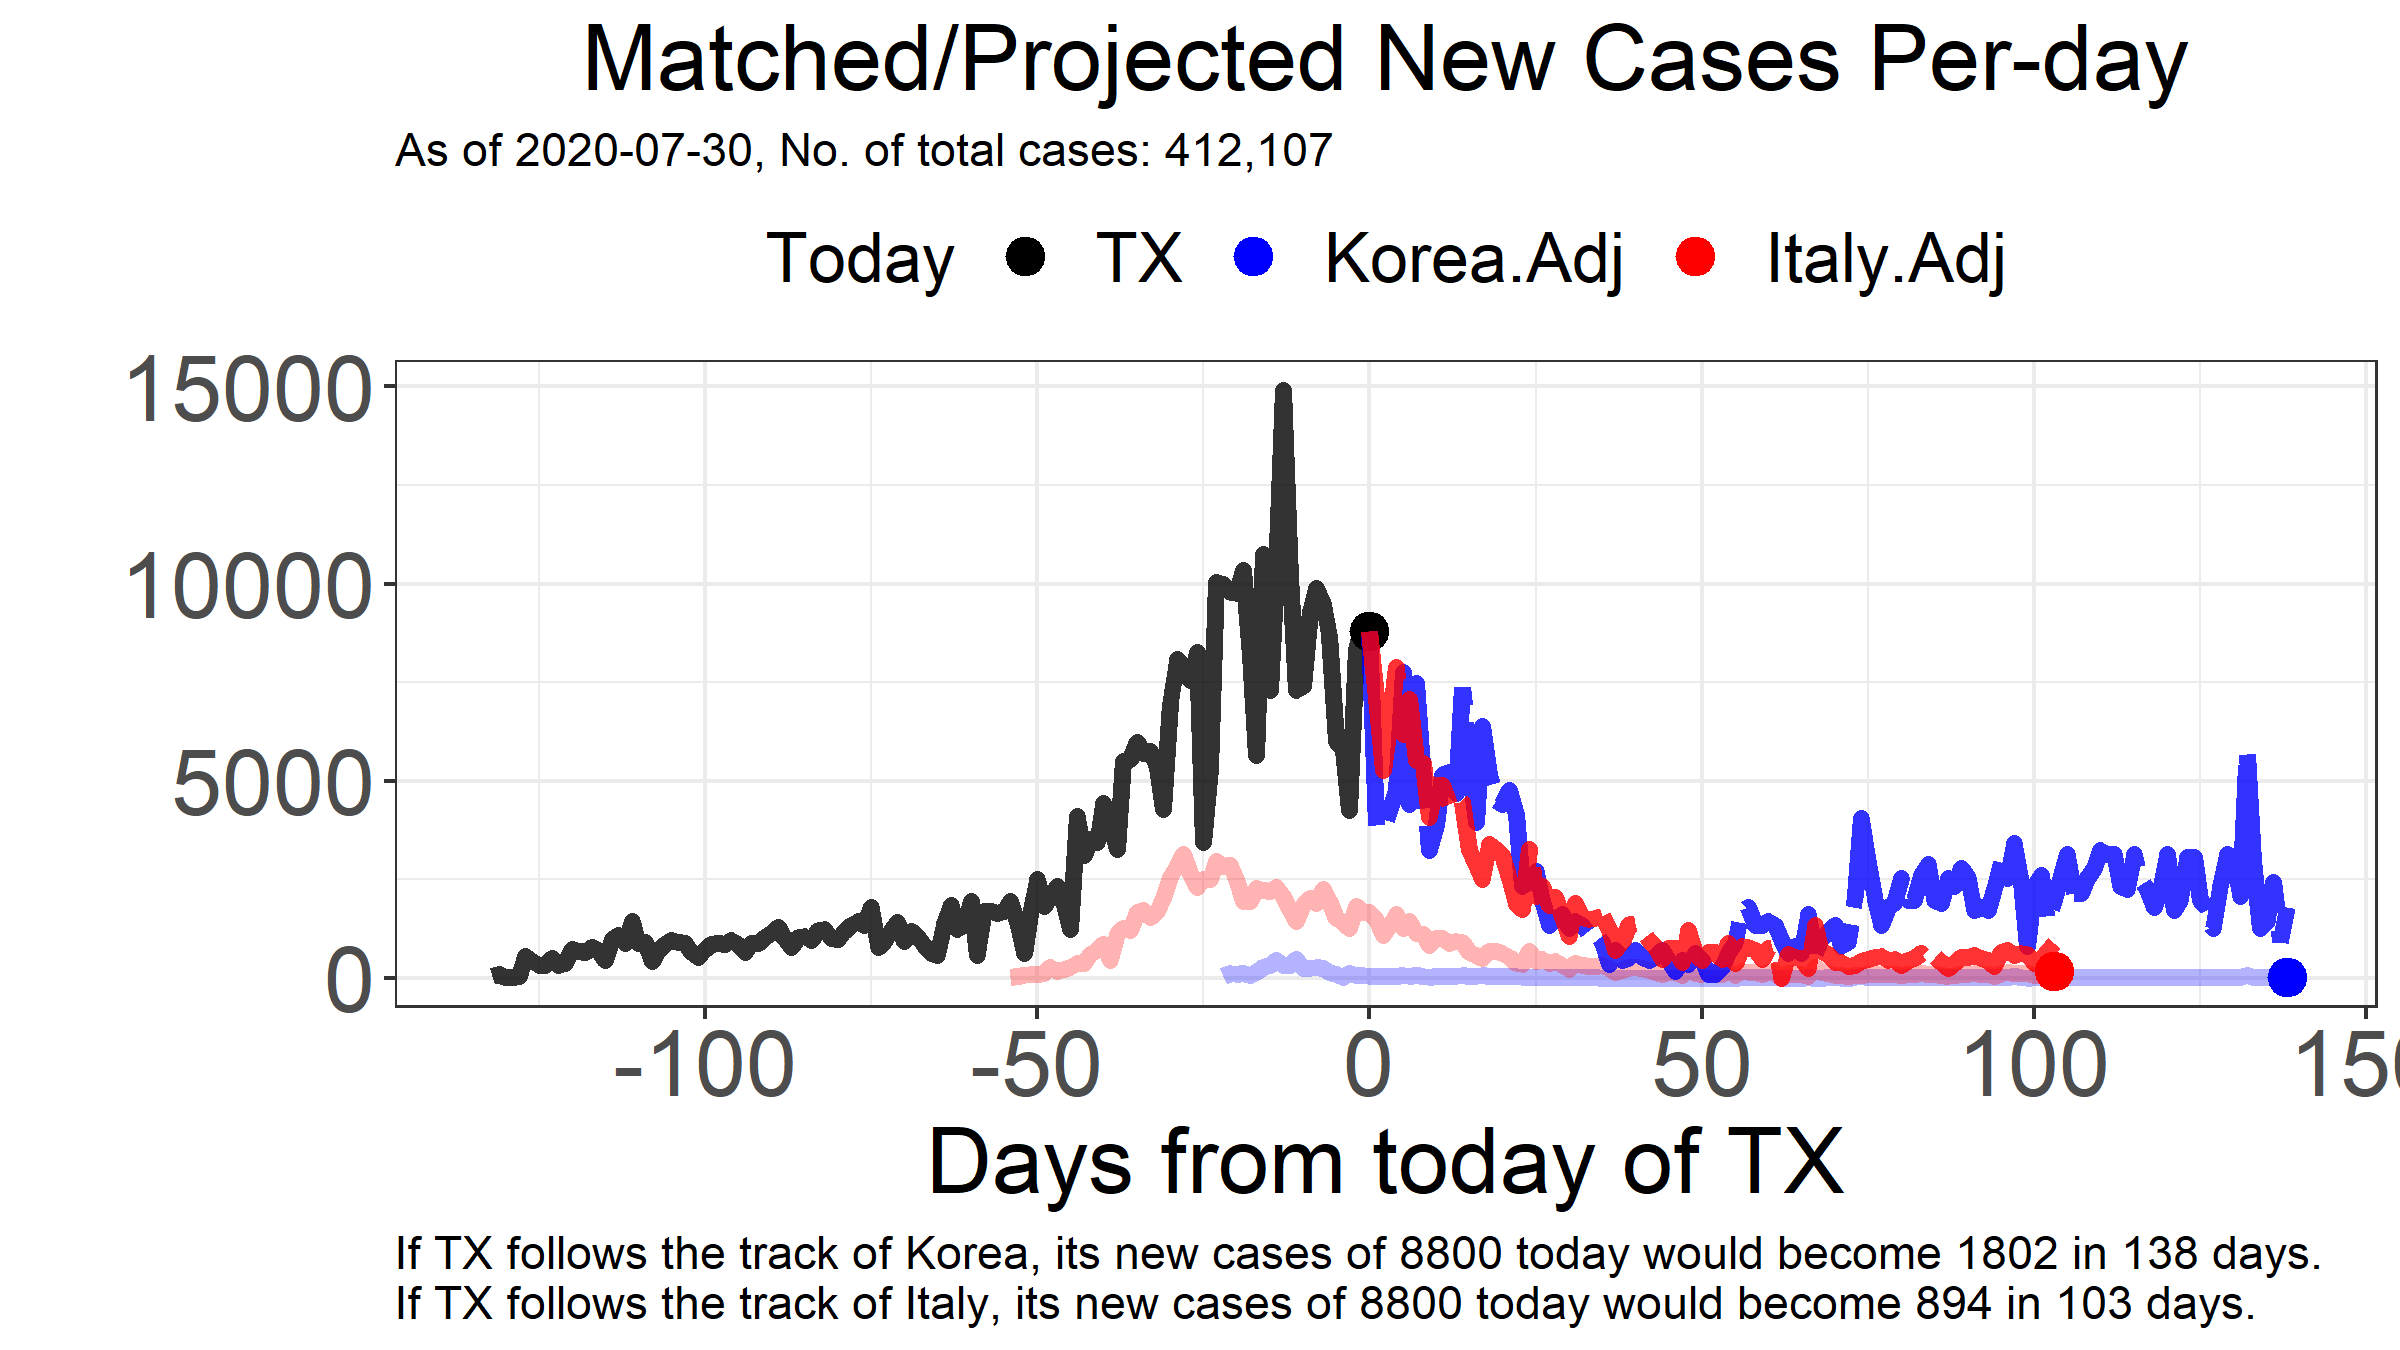 Matched/Projected New Cases Per-day
As of 2020-07-30, No. of total cases: 412,107
Today TX Korea.Adj Italy.Adj
15000
10000
5000
0
-100 -50 0 50 100
Days from today of TX
If TX follows the track of Korea, its new cases of 8800 today would become 1802 in 138 days.
If TX follows the track of Italy, its new cases of 8800 today would become 894 in 103 days.